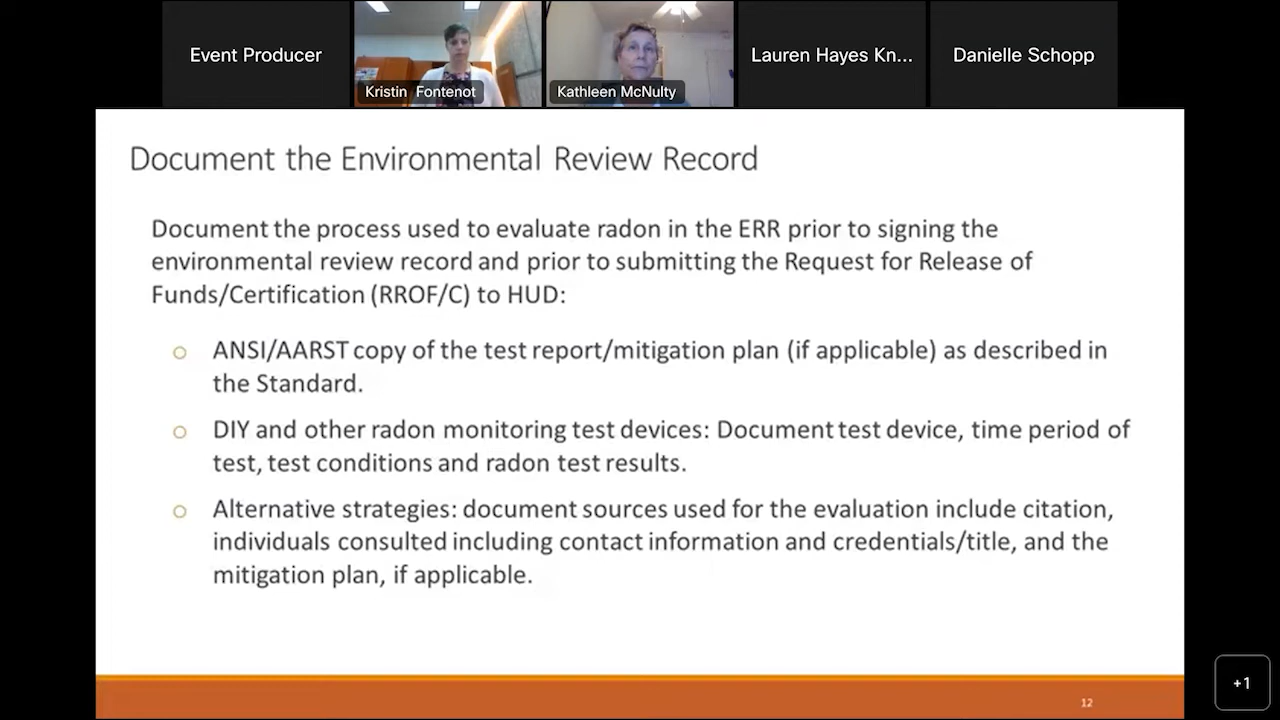 Event Producer
Kristin Fontenot
Kathleen McNulty
Lauren Hayes Kn...
Danielle Schopp
Document the Environmental Review Record
Document the process used to evaluate radon in the ERR prior to signing the
environmental review record and prior to submitting the Request for Release of
Funds/Certification (RROF/C) to HUD:
ANSI/AARST copy of the test report/mitigation plan (if applicable) as described in
the Standard.
DIY and other radon monitoring test devices: Document test device, time period of
test, test conditions and radon test results.
Alternative strategies: document sources used for the evaluation include citation,
individuals consulted including contact information and credentials/title, and the
mitigation plan, if applicable.
12
+1